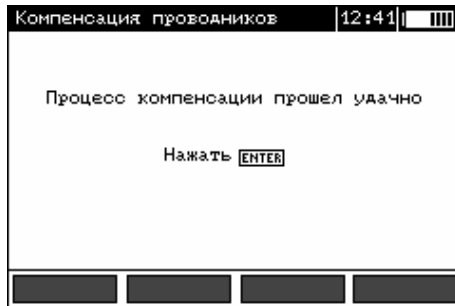 Компенсация проводников 12:41
Процесс компенсации прошел удачно
Нажать ENTER